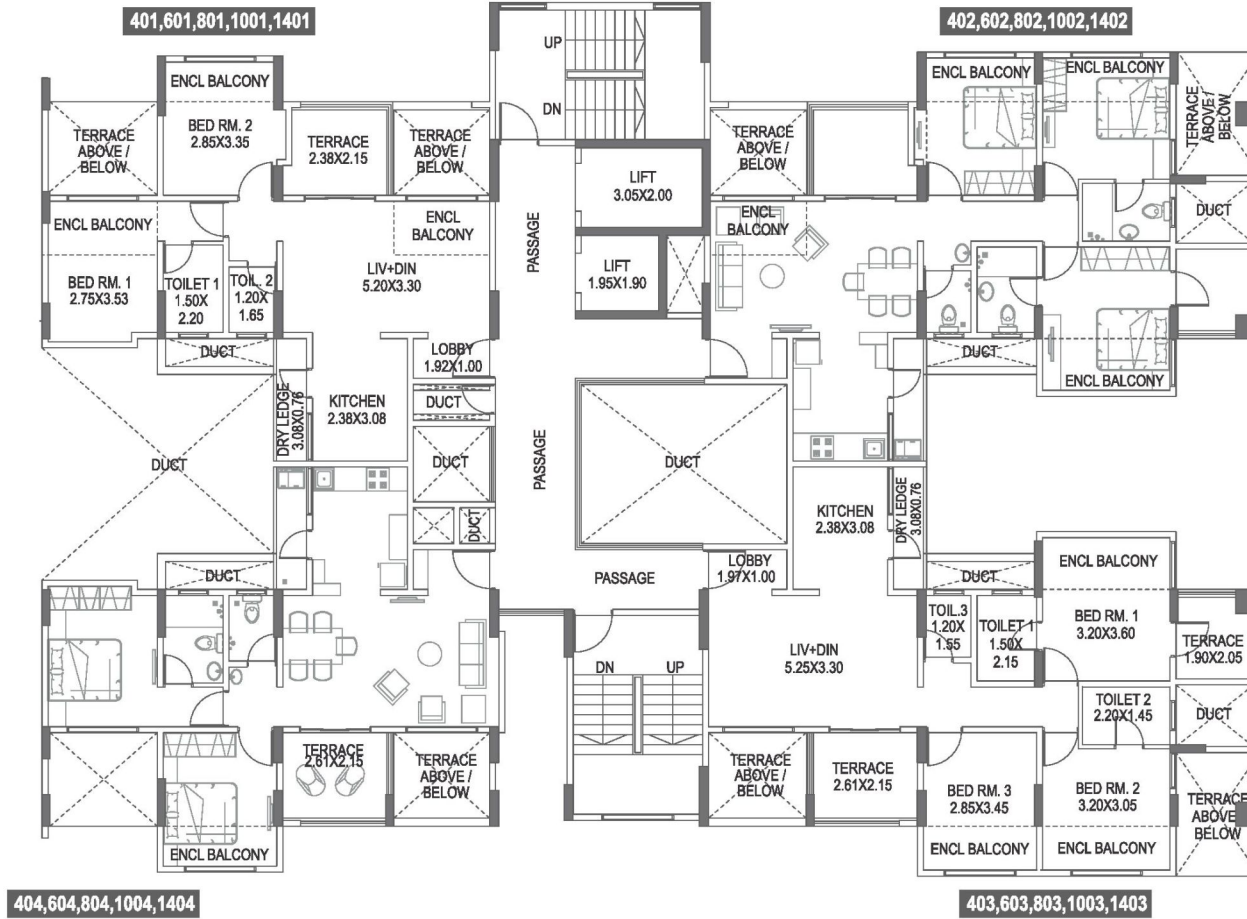 401,601,801,1001,1401
402,602,802,1002,1402
UP
DN
ENCL BALCONY
BED RM. 2
2.85X3.35
TERRACE
ABOVE /
BELOW
TERRACE
2.38X2.15
TERRACE
ABOVE /
BELOW
ENCL BALCONY
BED RM. 1
2.75X3.53
TOILET 1
1.50X
2.20
TOIL. 2
1.20X
1.65
ENCL
BALCONY
LIV+DIN
5.20X3.30
DUCT
LOBBY
1.92X1.00
KITCHEN
2.38X3.08
DRY LEDGE
3.08X0.76
DUCT
DUCT
DUCT
DUCT
PASSAGE
PASSAGE
LIFT
3.05X2.00
LIFT
1.95X1.90
DUCT
PASSAGE
TERRACE
ABOVE /
BELOW
ENCL BALCONY
ENCL BALCONY
TERRACE
ABOVE /
BELOW
ENCL
BALCONY
DUCT
DUCT
ENCL BALCONY
DUCT
TERRACE
2.61X2.15
TERRACE
ABOVE /
BELOW
ENCL BALCONY
DN
UP
KITCHEN
2.38X3.08
DRY LEDGE
3.08X0.76
LOBBY
1.97X1.00
LIV+DIN
5.25X3.30
DUCT
TOIL.3
1.20X
1.55
TOILET 1
1.50X
2.15
ENCL BALCONY
BED RM. 1
3.20X3.60
TERRACE
1.90X2.05
TOILET 2
2.20X1.45
DUCT
TERRACE
ABOVE /
BELOW
TERRACE
2.61X2.15
BED RM. 3
2.85X3.45
BED RM. 2
3.20X3.05
TERRACE
ABOVE
BELOW
ENCL BALCONY
ENCL BALCONY
404,604,804,1004,1404
403,603,803,1003,1403